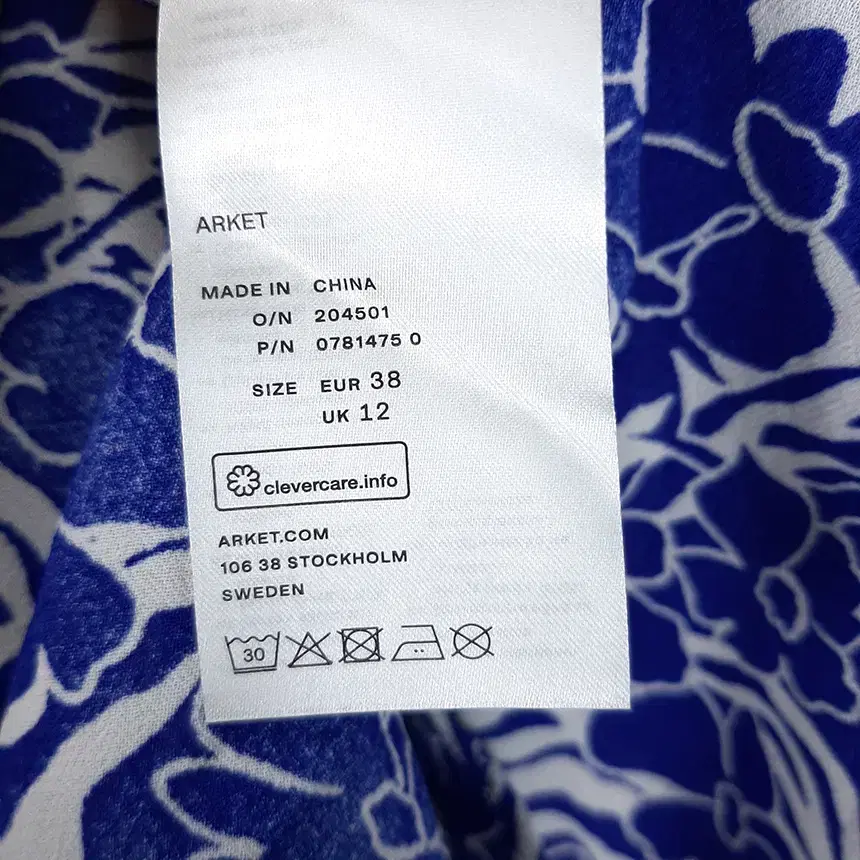 ARKET
MADE IN CHINA
O/N 204501
P/N 0781475 0
SIZE EUR 38
UK 12
clevercare.info
ARKET.COM
106 38 STOCKHOLM
SWEDEN
30